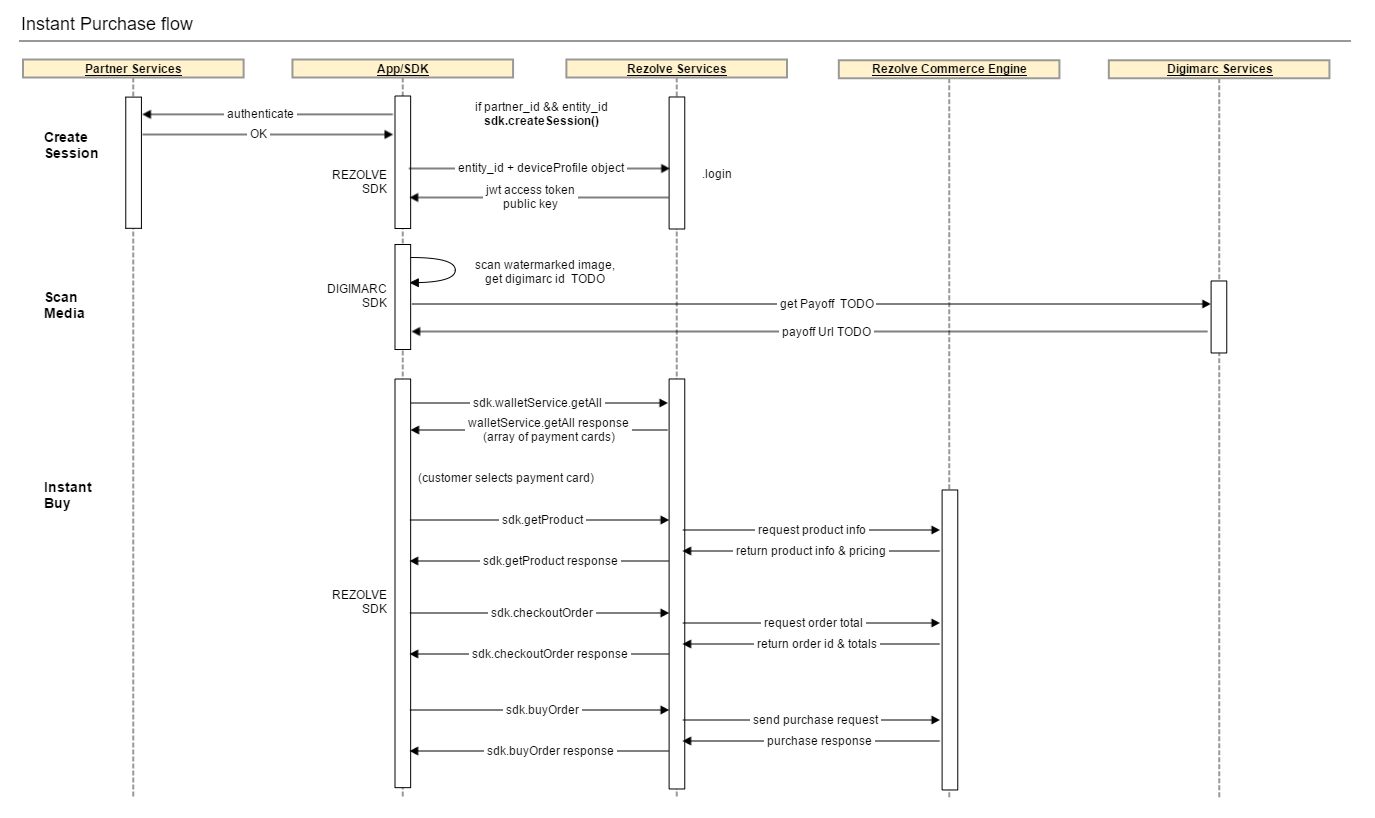 Instant Purchase flow
Partner Services
App/SDK
Rezolve Services
Rezolve Commerce Engine
Digimarc Services
Create
Session
authenticate
OK
if partner_id && entity_id
sdk.createSession()
REZOLVE
SDK
entity_id + deviceProfile object
.login
jwt access token
public key
Scan
Media
DIGIMARC
SDK
scan watermarked image,
get digimarc id TODO
get Payoff TODO
payoff Url TODO
Instant
Buy
sdk.walletService.getAll
walletService.getAll response
(array of payment cards)
(customer selects payment card)
sdk.getProduct
request product info
return product info & pricing
sdk.getProduct response
REZOLVE
SDK
sdk.checkoutOrder
request order total
return order id & totals
sdk.checkoutOrder response
sdk.buyOrder
send purchase request
purchase response
sdk.buyOrder response